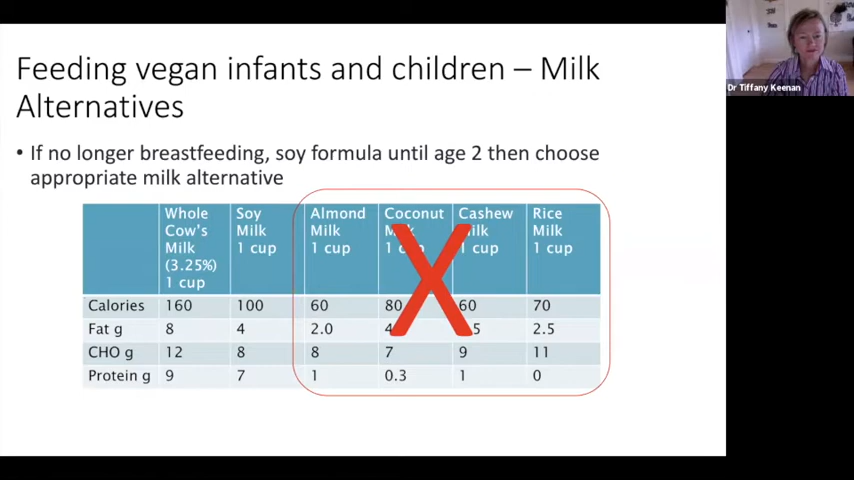 Feeding vegan infants and children – Milk
Alternatives
• If no longer breastfeeding, soy formula until age 2 then choose
appropriate milk alternative
Whole Cow's Milk (3.25%) 1 cup
Soy Milk 1 cup
Almond Milk 1 cup
Coconut 1 cup
Cashew Milk 1 cup
Rice Milk 1 cup
Calories 160 100 60 80 60 70
Fat g 8 4 2.0 2.5
CHO g 12 8 8 7 9 11
Protein g 9 7 1 0.3 1 0
Dr Tiffany Keenan